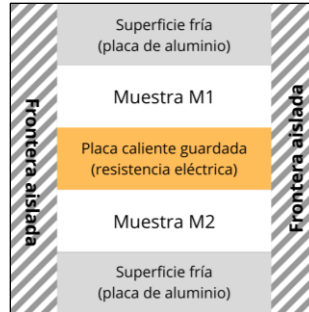 Superficie fría
(placa de aluminio)
Muestra M1
Placa caliente guardada
(resistencia eléctrica)
Muestra M2
Superficie fría
(placa de aluminio)
Frontera aislada
Frontera aislada